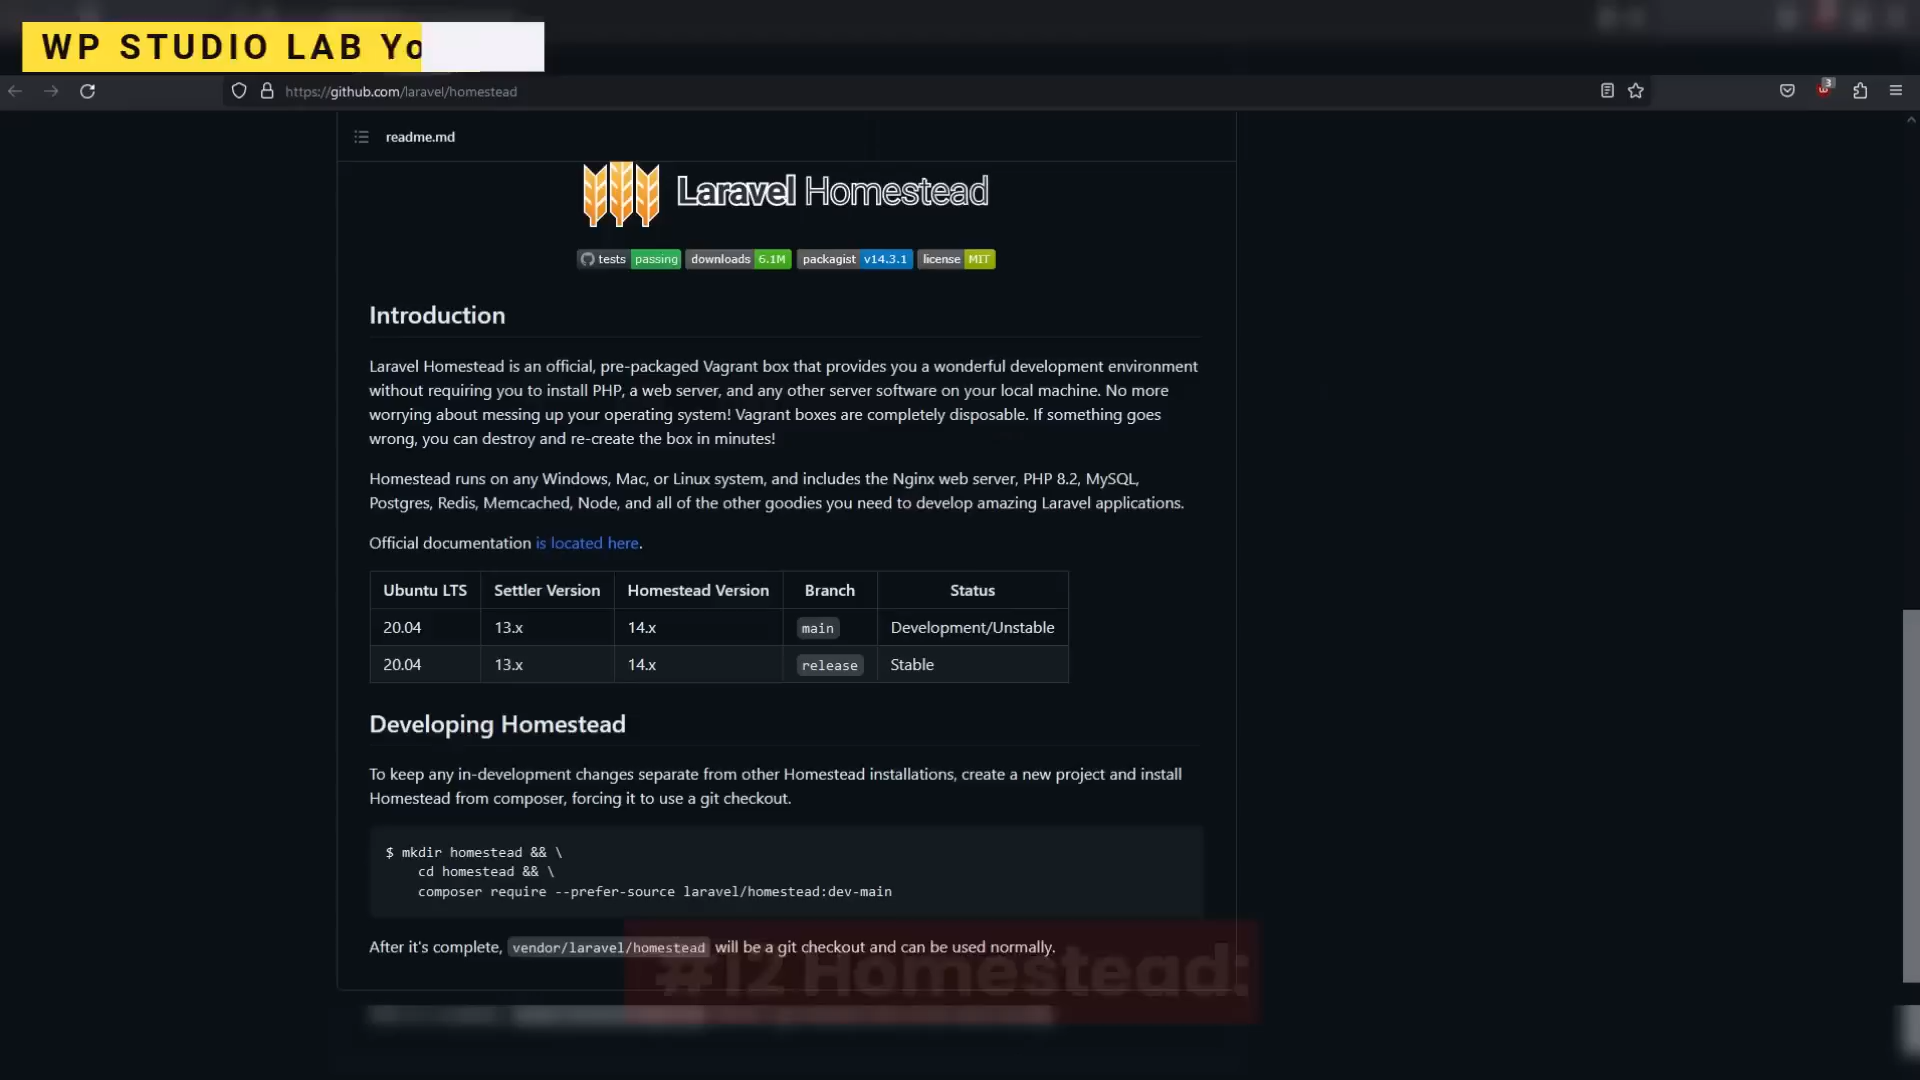 WP STUDIO LAB Yo
https://github.com/laravel/homestead
3
readme.md
Laravel Homestead
tests passing downloads 6.1M packagist v14.3.1 license MIT
Introduction
Laravel Homestead is an official, pre-packaged Vagrant box that provides you a wonderful development environment
without requiring you to install PHP, a web server, and any other server software on your local machine. No more
worrying about messing up your operating system! Vagrant boxes are completely disposable. If something goes
wrong, you can destroy and re-create the box in minutes!
Homestead runs on any Windows, Mac, or Linux system, and includes the Nginx web server, PHP 8.2, MySQL,
Postgres, Redis, Memcached, Node, and all of the other goodies you need to develop amazing Laravel applications.
Official documentation is located here.
Ubuntu LTS Settler Version Homestead Version Branch Status
20.04 13.x 14.x main Development/Unstable
20.04 13.x 14.x release Stable
Developing Homestead
To keep any in-development changes separate from other Homestead installations, create a new project and install
Homestead from composer, forcing it to use a git checkout.
$ mkdir homestead && \
cd homestead && \
composer require --prefer-source laravel/homestead:dev-main
After it's complete, vendor/laravel/homestead will be a git checkout and can be used normally.
#12 Homestead: